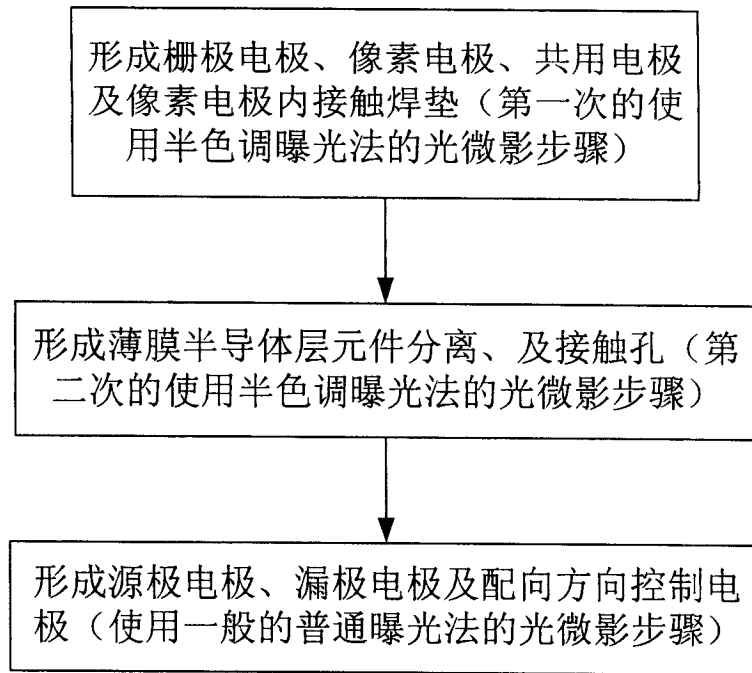 形成栅极电极、像素电极、共用电极
及像素电极内接触焊垫（第一次的使
用半色调曝光法的光微影步骤）
形成薄膜半导体层元件分离、及接触孔（第
二次的使用半色调曝光法的光微影步骤）
形成源极电极、漏极电极及配向方向控制电
极（使用一般的普通曝光法的光微影步骤）